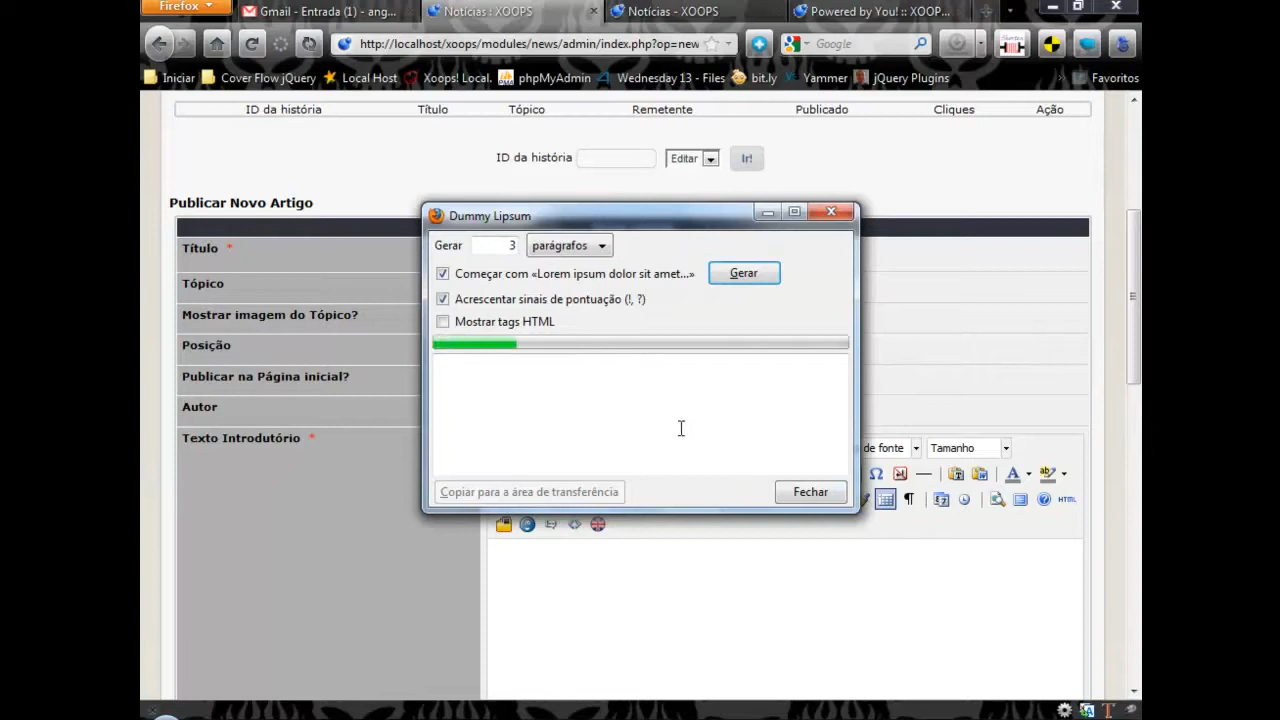 Firefox
Gmail - Entrada (1) - ang...
Notícias : XOOPS
Notícias - XOOPS
Powered by You! :: XOOP...
http://localhost/xoops/modules/news/admin/index.php?op=new
Google
Iniciar
Cover Flow jQuery
Local Host
Xoops! Local.
phpMyAdmin
Wednesday 13 - Files
bit.ly
Yammer
jQuery Plugins
Favoritos
ID da história
Título
Tópico
Remetente
Publicado
Cliques
Ação
ID da história
Editar
Ir!
Publicar Novo Artigo
Título *
Tópico
Mostrar imagem do Tópico?
Posição
Publicar na Página inicial?
Autor
Texto Introdutório *
Dummy Lipsum
Gerar 3 parágrafos
Começar com «Lorem ipsum dolor sit amet...»
Gerar
Acrescentar sinais de pontuação (!, ?)
Mostrar tags HTML
Copiar para a área de transferência
Fechar
de fonte
Tamanho
HTML